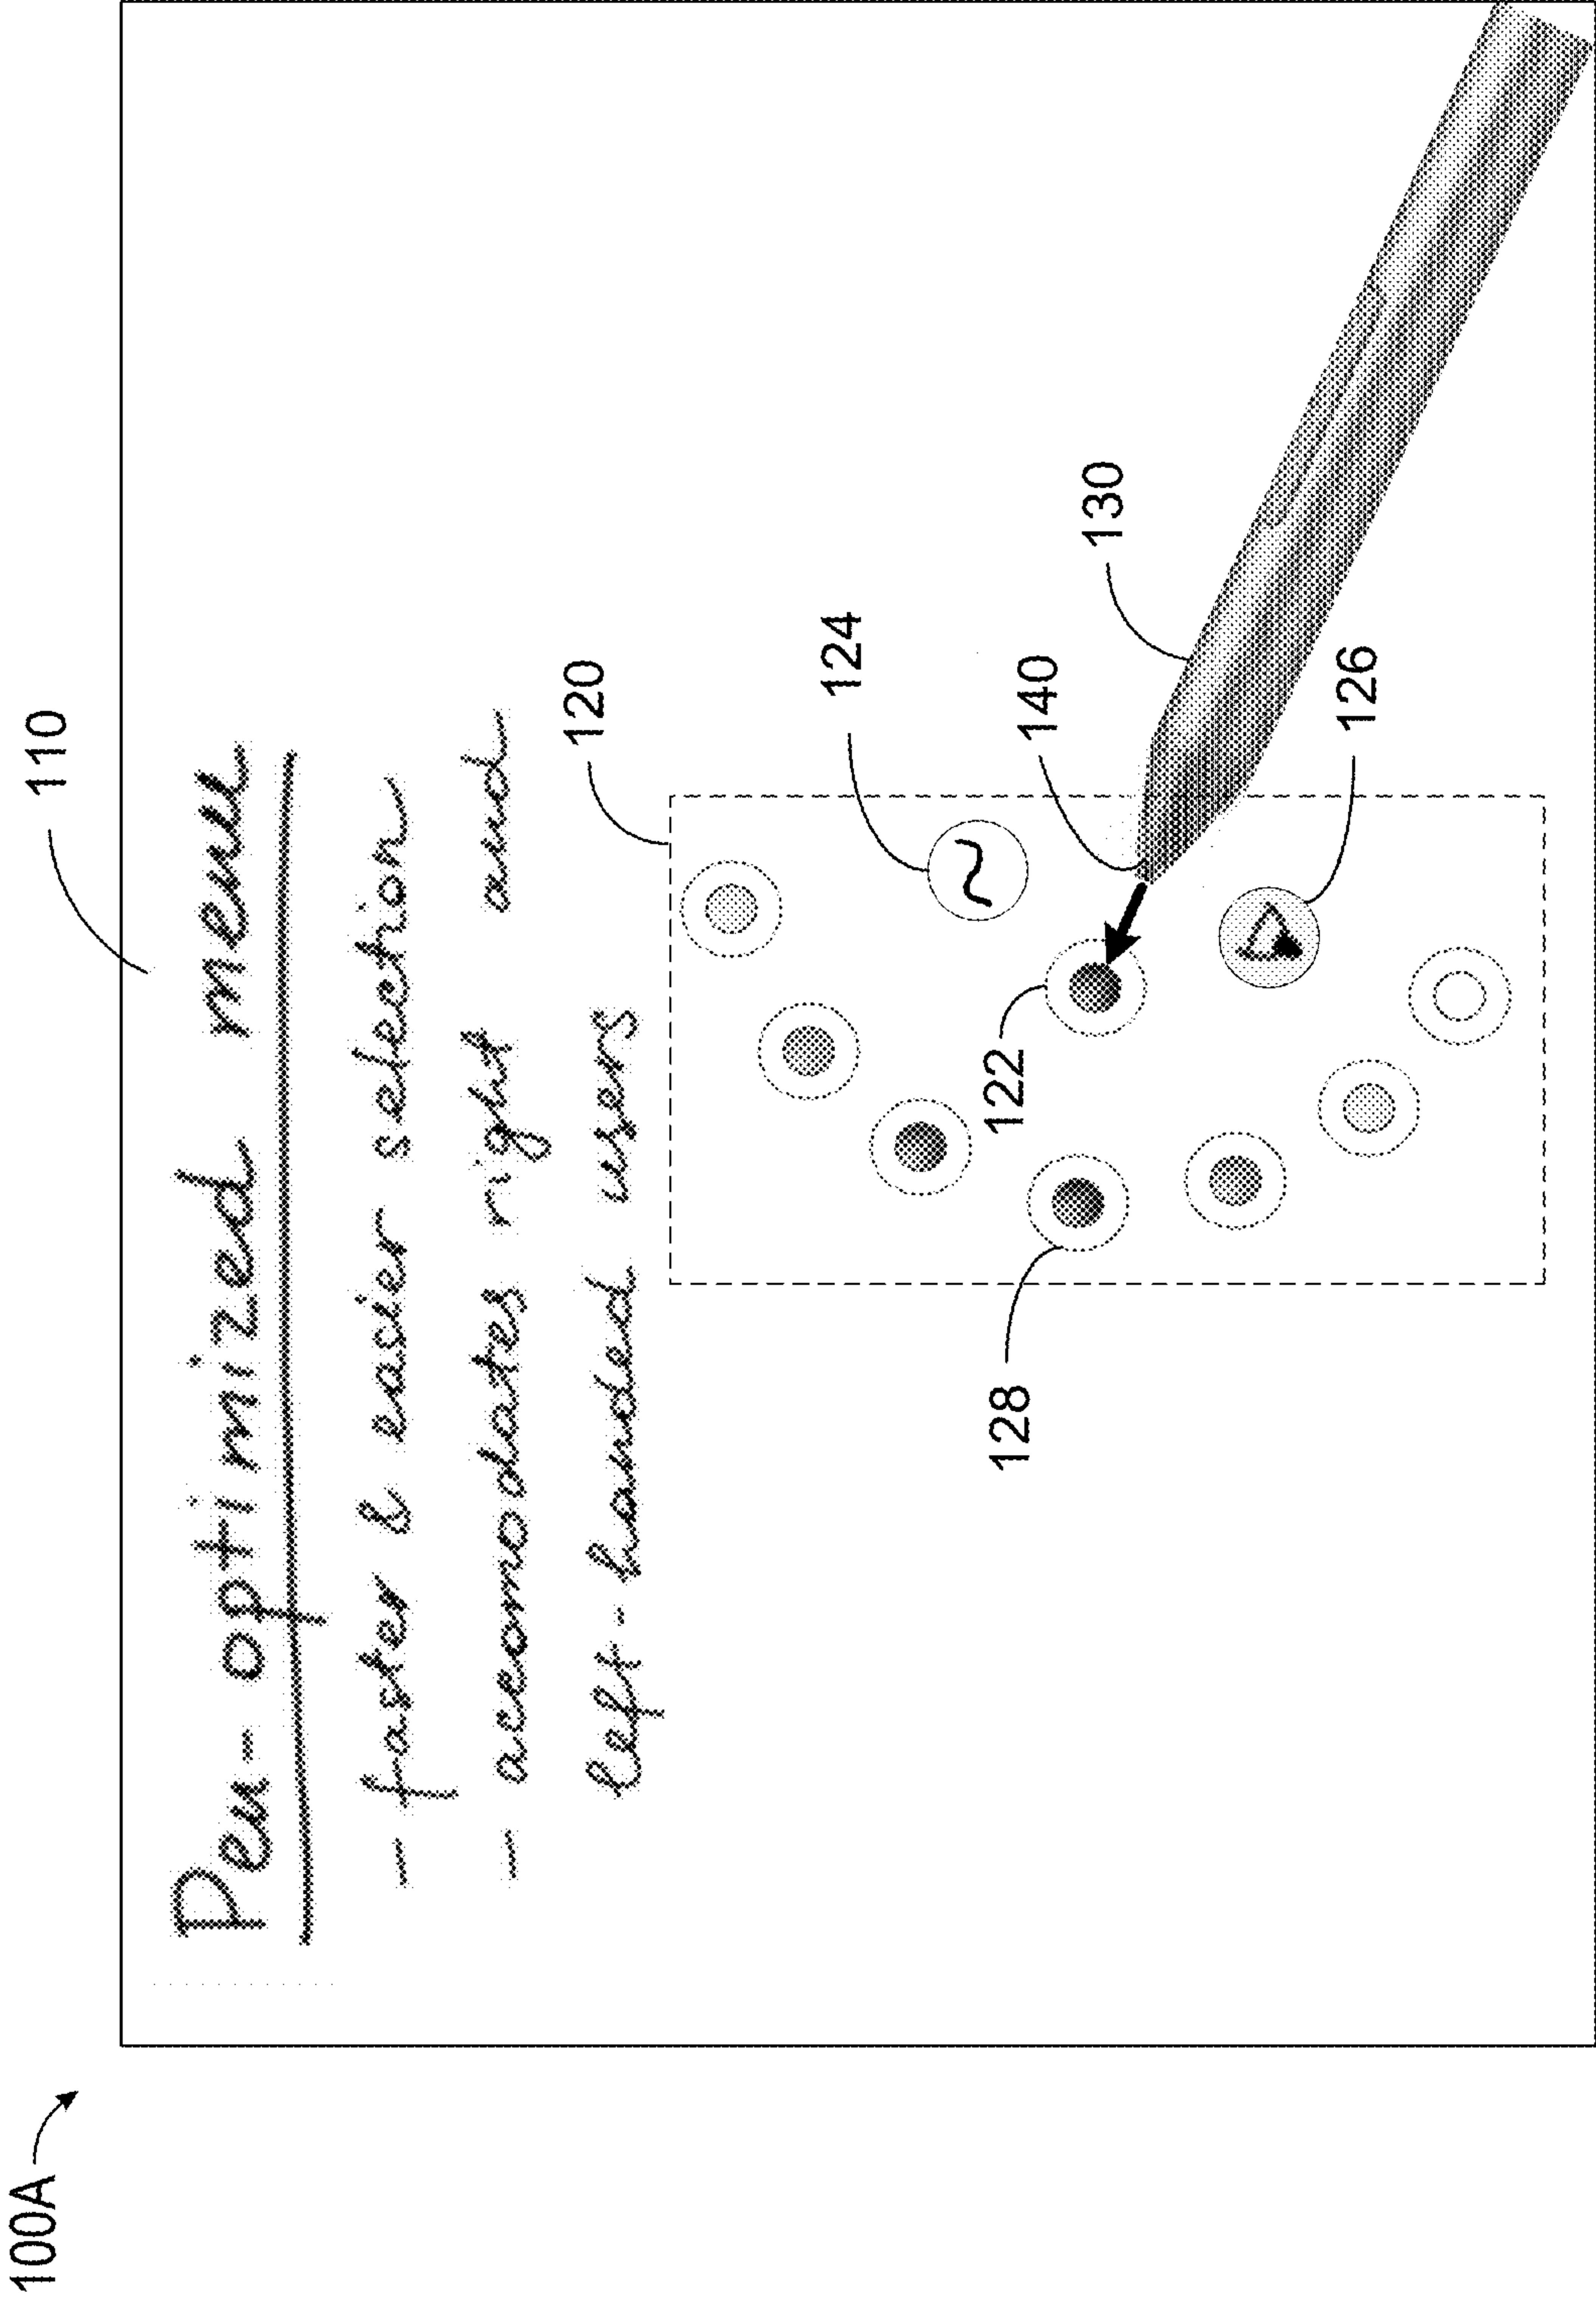 100A
110
Pen-optimized menu
- faster & easier selection
- accomodates right and
left-handed users
120
124
140
130
122
126
128